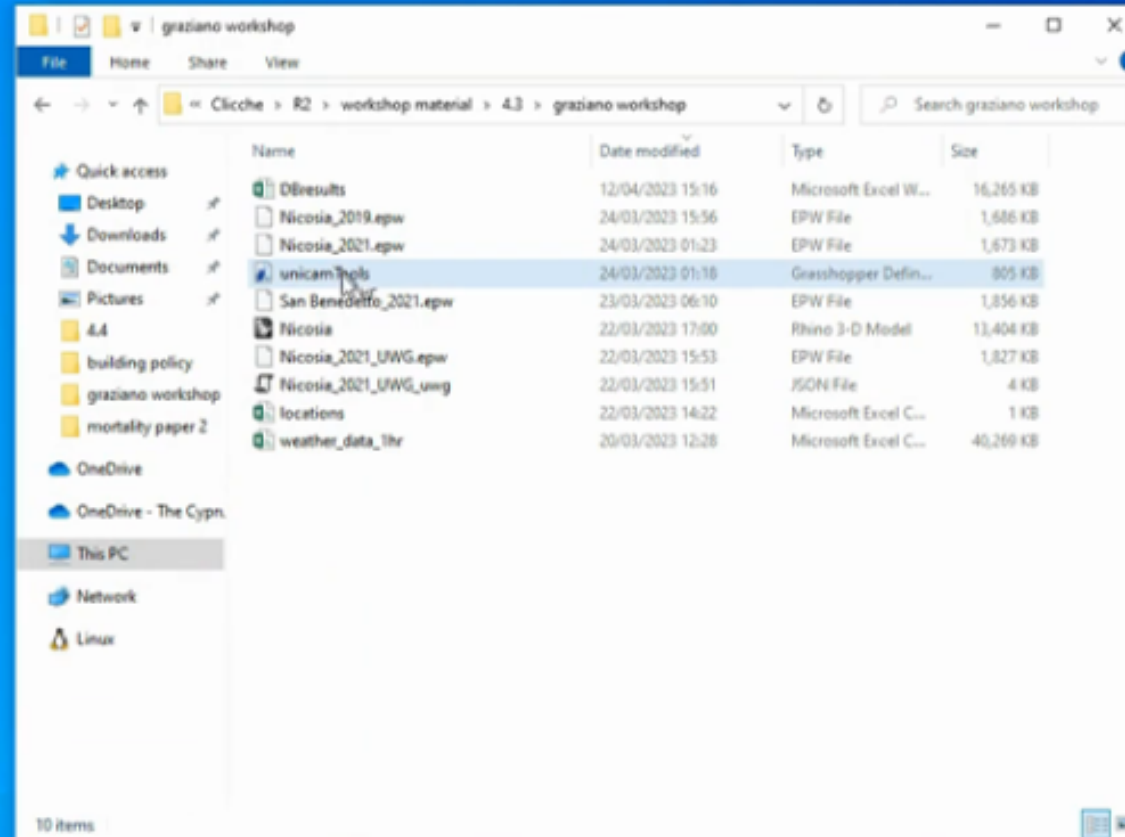 graziano workshop
File Home Share View
« Clicche > R2 > workshop material > 4.3 > graziano workshop Search graziano workshop
Name Date modified Type Size
Quick access
Desktop
Downloads
Documents
Pictures
4.4
building policy
graziano workshop
mortality paper 2
OneDrive
OneDrive - The Cypr.
This PC
Network
Linux
DBresults 12/04/2023 15:16 Microsoft Excel W... 16,265 KB
Nicosia_2019.epw 24/03/2023 15:56 EPW File 1,686 KB
Nicosia_2021.epw 24/03/2023 01:23 EPW File 1,673 KB
unicamTools 24/03/2023 01:18 Grasshopper Defin... 805 KB
San Benedetto_2021.epw 23/03/2023 06:10 EPW File 1,856 KB
Nicosia 22/03/2023 17:00 Rhino 3-D Model 13,404 KB
Nicosia_2021_UWG.epw 22/03/2023 15:53 EPW File 1,827 KB
Nicosia_2021_UWG_uwg 22/03/2023 15:51 JSON File 4 KB
locations 22/03/2023 14:22 Microsoft Excel C... 1 KB
weather_data_1hr 20/03/2023 12:28 Microsoft Excel C... 40,269 KB
10 items